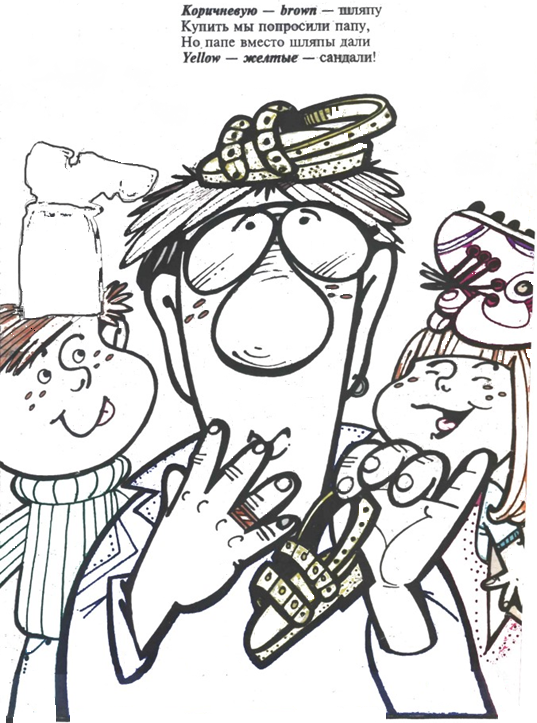 Коричневую — brown — шляпу
Купить мы попросили папу,
Но папе вместо шляпы дали
Yellow — желтые — сандали!